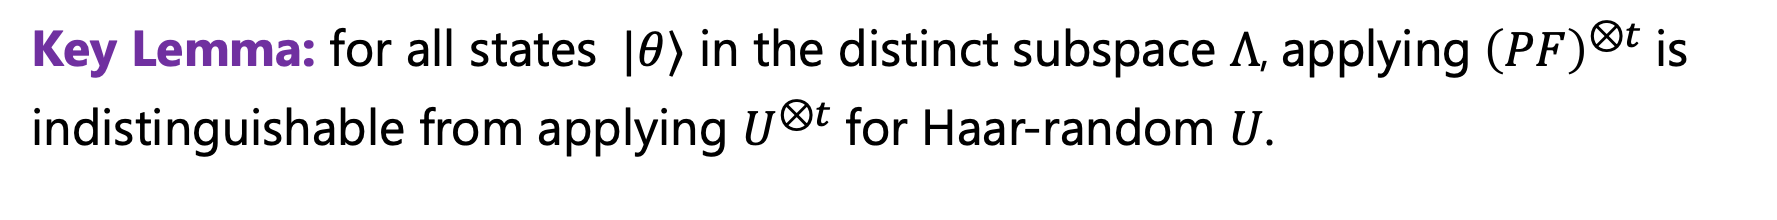 Key Lemma: for all states |θ⟩ in the distinct subspace Λ, applying (PF)^{⊗t} is
indistinguishable from applying U^{⊗t} for Haar-random U.